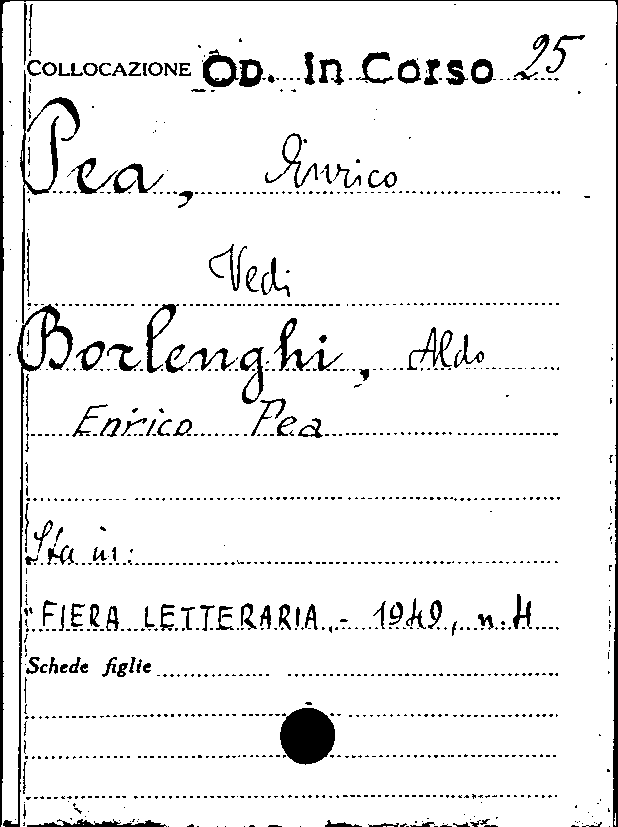 COLLOCAZIONE Op. in Corso 25
Pea, Enrico
Vedi
Borlenghi, Aldo
Enrico Pea
Sta in:
"FIERA LETTERARIA,- 1949, n. 4
Schede figlie